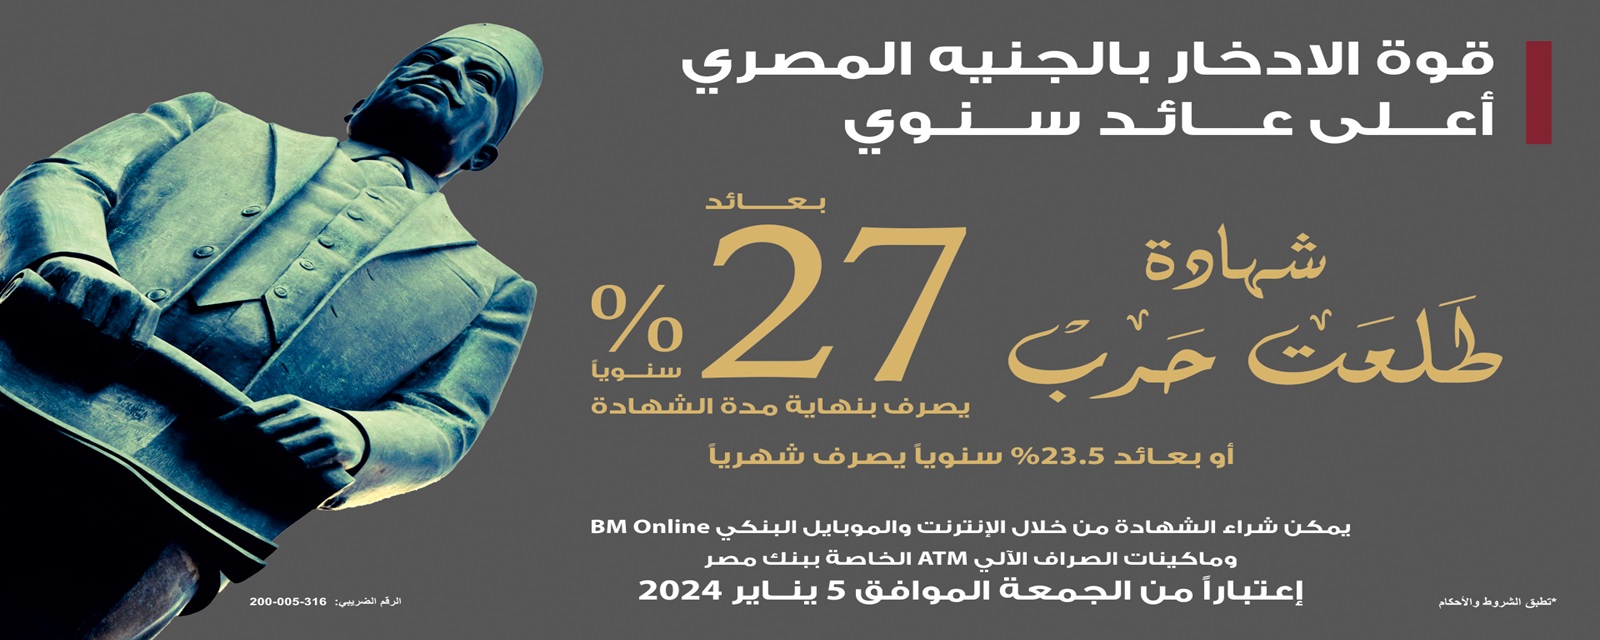 قوة الادخار بالجنيه المصري
أعلى عائد سنوي
شهادة
طلعت حرب
بعائد
27%
سنوياً
يصرف بنهاية مدة الشهادة
أو بعائد 23.5% سنوياً يصرف شهرياً
يمكن شراء الشهادة من خلال الإنترنت والموبايل البنكي BM Online
وماكينات الصراف الآلي ATM الخاصة ببنك مصر
إعتباراً من الجمعة الموافق 5 يناير 2024
*تطبق الشروط والأحكام
الرقم الضريبي: 200-005-316